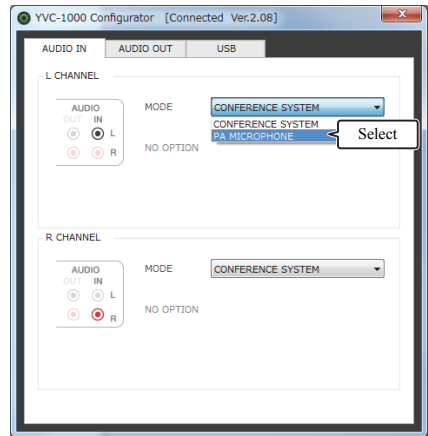 YVC-1000 Configurator [Connected Ver.2.08]
x
AUDIO IN AUDIO OUT USB
L CHANNEL
AUDIO
OUT IN
L
R
MODE CONFERENCE SYSTEM
CONFERENCE SYSTEM
PA MICROPHONE
Select
NO OPTION
R CHANNEL
AUDIO
OUT IN
L
R
MODE CONFERENCE SYSTEM
NO OPTION